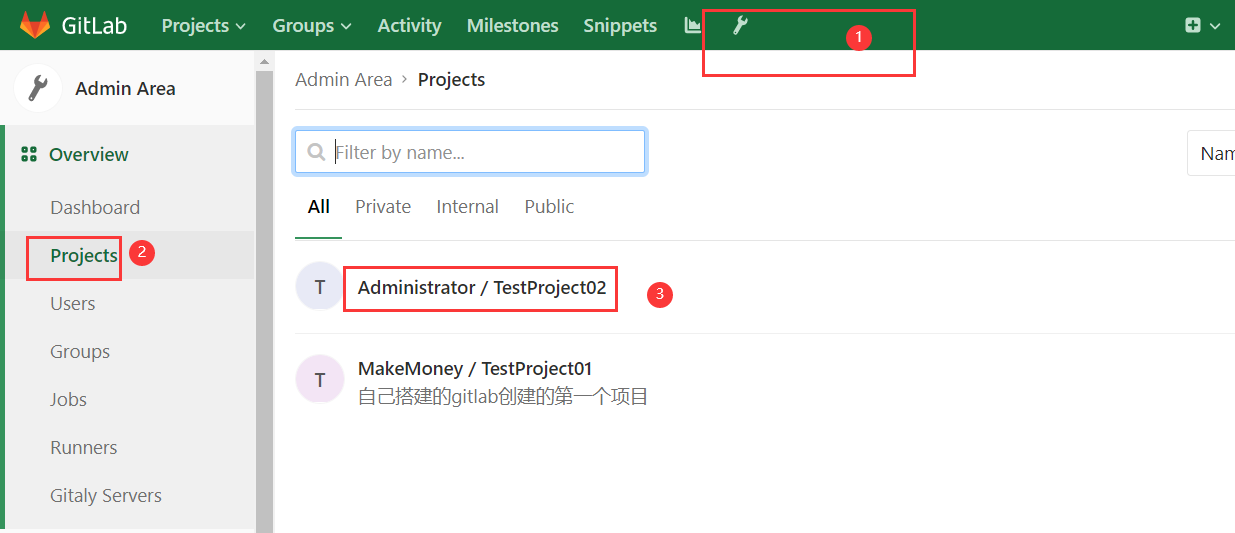 GitLab Projects Groups Activity Milestones Snippets 1
Admin Area
Admin Area › Projects
Overview
Filter by name...
Nam
Dashboard
All Private Internal Public
Projects 2
Users
Groups
Jobs
Runners
Gitaly Servers
T Administrator / TestProject02 3
T MakeMoney / TestProject01
自己搭建的gitlab创建的第一个项目